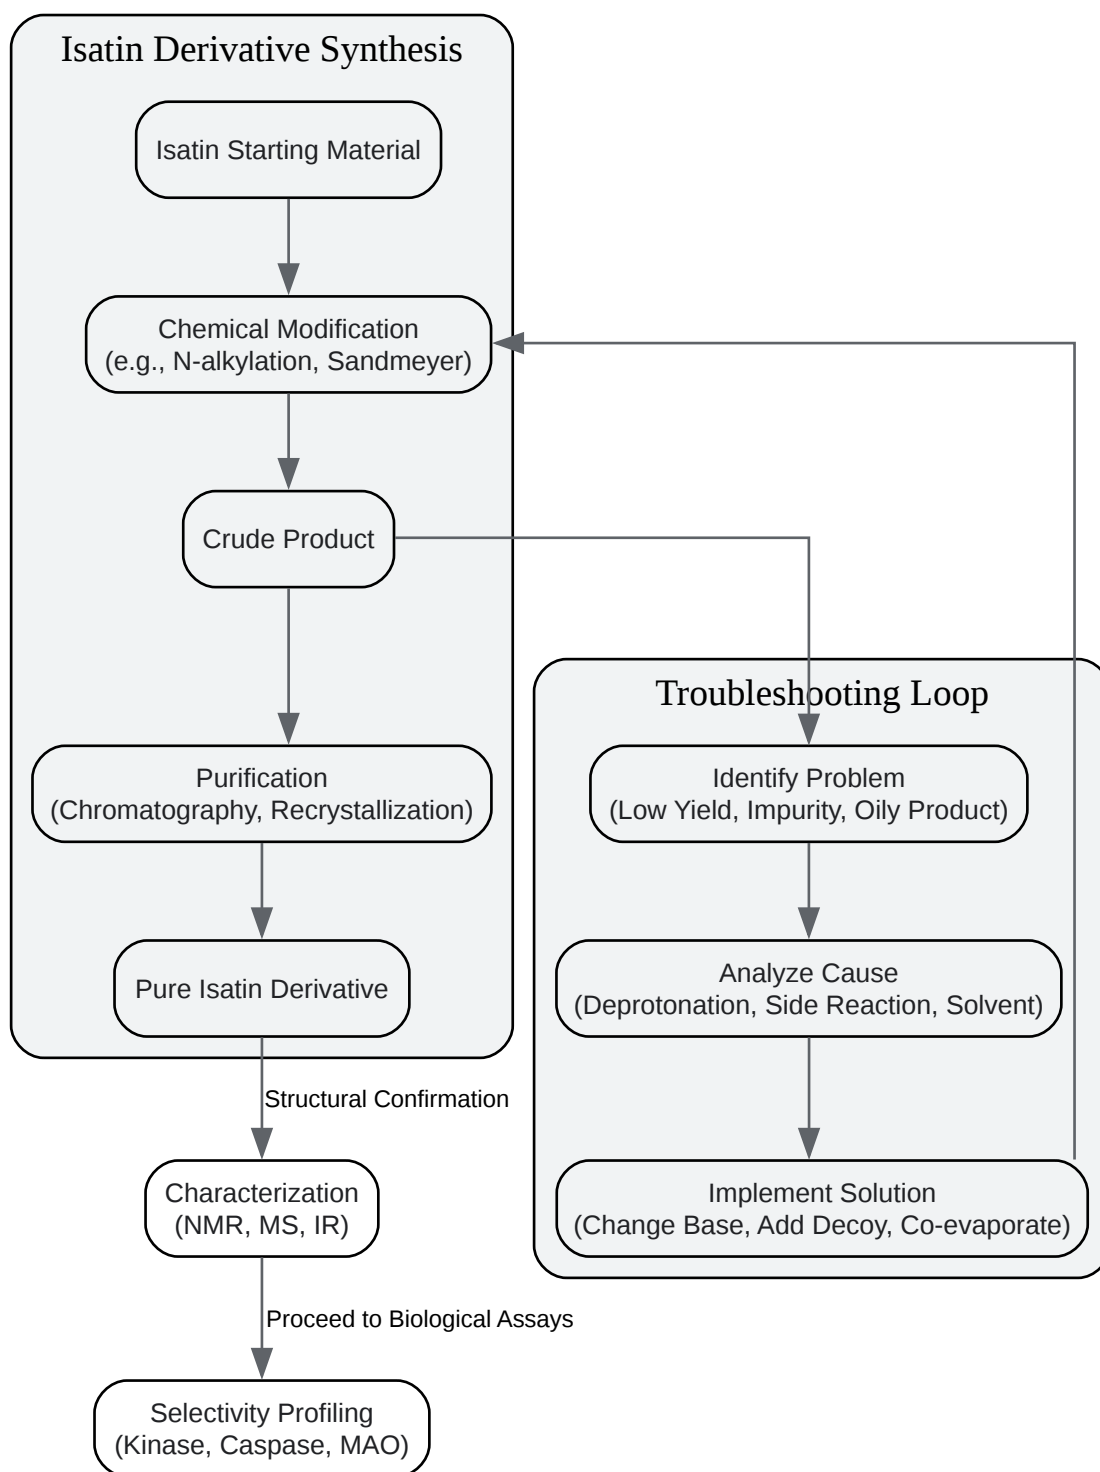 Isatin Derivative Synthesis
Isatin Starting Material
Chemical Modification
(e.g., N-alkylation, Sandmeyer)
Crude Product
Purification
(Chromatography, Recrystallization)
Pure Isatin Derivative
Structural Confirmation
Characterization
(NMR, MS, IR)
Proceed to Biological Assays
Selectivity Profiling
(Kinase, Caspase, MAO)
Troubleshooting Loop
Identify Problem
(Low Yield, Impurity, Oily Product)
Analyze Cause
(Deprotonation, Side Reaction, Solvent)
Implement Solution
(Change Base, Add Decoy, Co-evaporate)